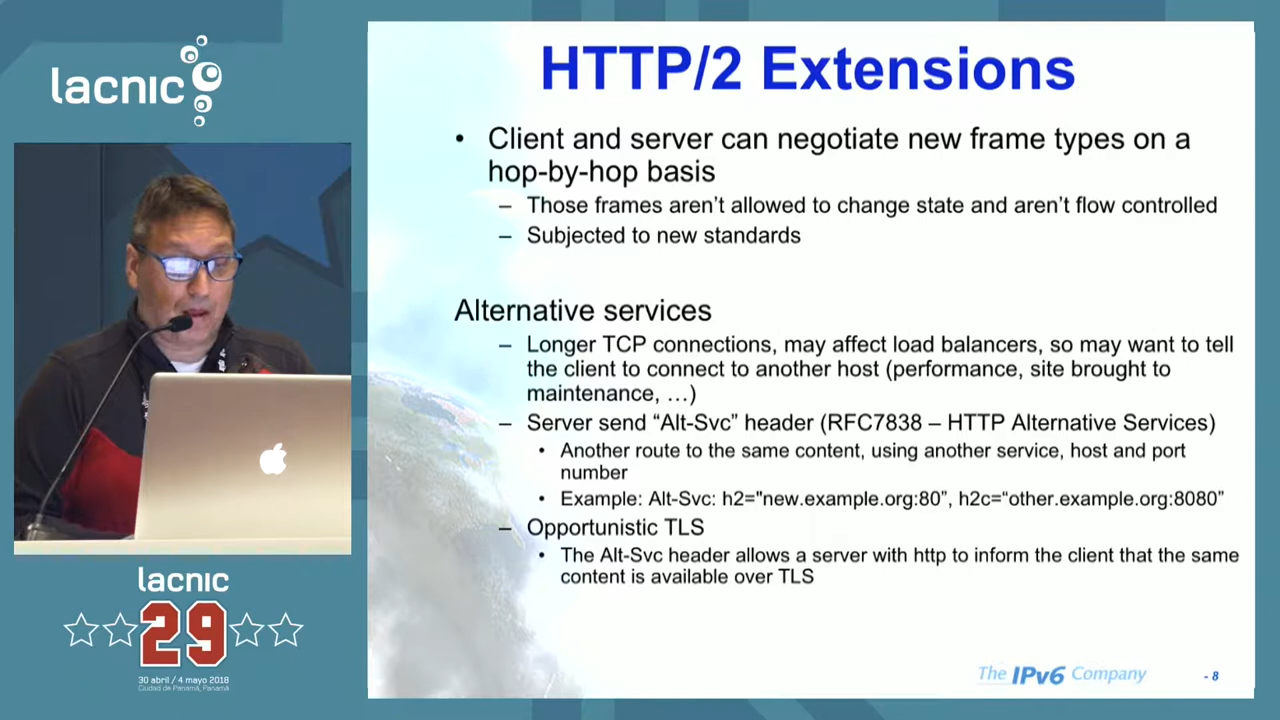 lacnic
HTTP/2 Extensions
• Client and server can negotiate new frame types on a
hop-by-hop basis
– Those frames aren’t allowed to change state and aren’t flow controlled
– Subjected to new standards
Alternative services
– Longer TCP connections, may affect load balancers, so may want to tell
the client to connect to another host (performance, site brought to
maintenance, …)
– Server send “Alt-Svc” header (RFC7838 – HTTP Alternative Services)
• Another route to the same content, using another service, host and port
number
• Example: Alt-Svc: h2="new.example.org:80”, h2c=“other.example.org:8080”
– Opportunistic TLS
• The Alt-Svc header allows a server with http to inform the client that the same
content is available over TLS
The IPv6 Company
- 8
lacnic
29
30 abril / 4 mayo 2018
Ciudad de Panamá, Panamá